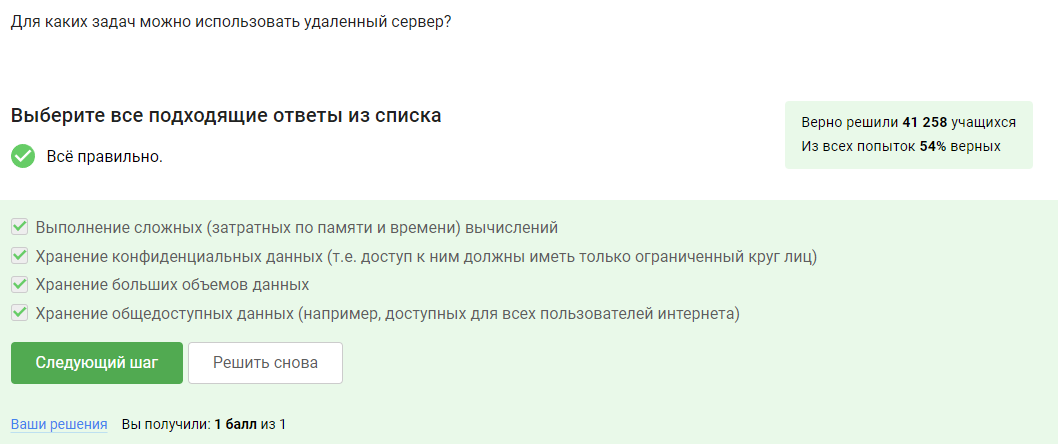 Для каких задач можно использовать удаленный сервер?
Выберите все подходящие ответы из списка
Всё правильно.
Верно решили 41 258 учащихся
Из всех попыток 54% верных
Выполнение сложных (затратных по памяти и времени) вычислений
Хранение конфиденциальных данных (т.е. доступ к ним должны иметь только ограниченный круг лиц)
Хранение больших объемов данных
Хранение общедоступных данных (например, доступных для всех пользователей интернета)
Следующий шаг
Решить снова
Ваши решения Вы получили: 1 балл из 1